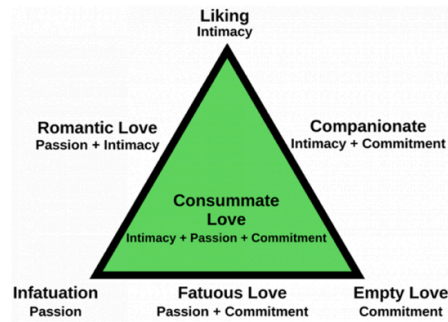 Liking
Intimacy
Romantic Love
Passion + Intimacy
Companionate
Intimacy + Commitment
Consummate
Love
Intimacy + Passion + Commitment
Infatuation
Passion
Fatuous Love
Passion + Commitment
Empty Love
Commitment